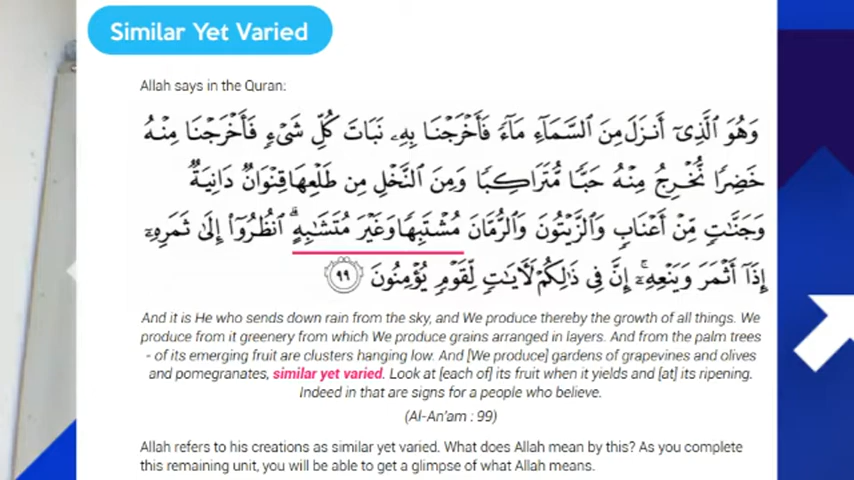 Similar Yet Varied
Allah says in the Quran:
وَهُوَ الَّذِىٓ أَنزَلَ مِنَ السَّمَآءِ مَآءً فَأَخْرَجْنَا بِهِۦ نَبَاتَ كُلِّ شَىْءٍ فَأَخْرَجْنَا مِنْهُ
خَضِرًا نُّخْرِجُ مِنْهُ حَبًّا مُّتَرَاكِبًا وَمِنَ النَّخْلِ مِن طَلْعِهَا قِنْوَانٌ دَانِيَةٌ
وَجَنَّٰتٍ مِّنْ أَعْنَابٍ وَالزَّيْتُونَ وَالرُّمَّانَ مُشْتَبِهًا وَغَيْرَ مُتَشَٰبِهٍ ۗ انظُرُوٓا۟ إِلَىٰ ثَمَرِهِۦٓ
إِذَآ أَثْمَرَ وَيَنْعِهِۦٓ ۚ إِنَّ فِى ذَٰلِكُمْ لَءَايَٰتٍ لِّقَوْمٍ يُؤْمِنُونَ ٩٩
And it is He who sends down rain from the sky, and We produce thereby the growth of all things. We
produce from it greenery from which We produce grains arranged in layers. And from the palm trees
- of its emerging fruit are clusters hanging low. And [We produce] gardens of grapevines and olives
and pomegranates, similar yet varied. Look at [each of] its fruit when it yields and [at] its ripening.
Indeed in that are signs for a people who believe.
(Al-An'am : 99)
Allah refers to his creations as similar yet varied. What does Allah mean by this? As you complete
this remaining unit, you will be able to get a glimpse of what Allah means.